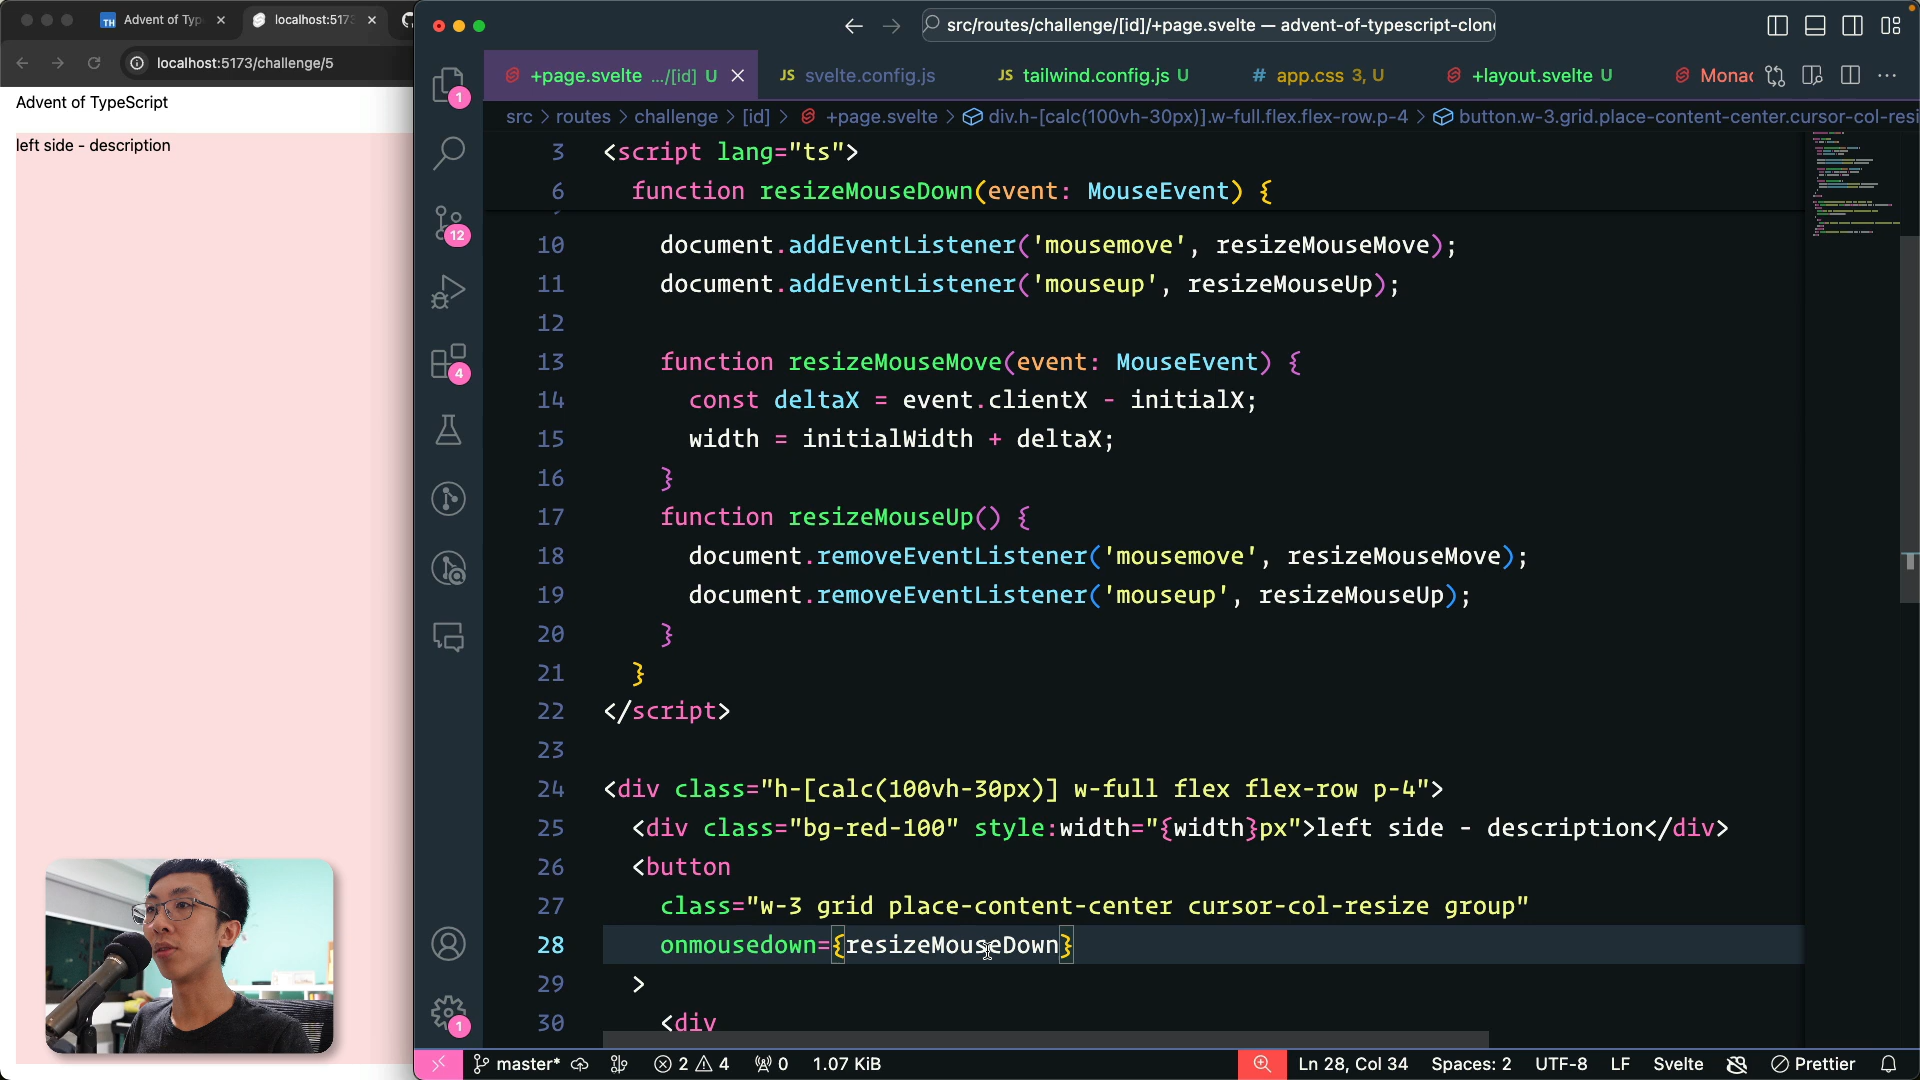 Advent of Typ
localhost:517
localhost:5173/challenge/5
Advent of TypeScript
left side - description
src/routes/challenge/[id]/+page.svelte — advent-of-typescript-clon
+page.svelte .../[id] U
JS svelte.config.js
JS tailwind.config.js U
# app.css 3, U
+layout.svelte U
Monac
src > routes > challenge > [id] > +page.svelte > div.h-[calc(100vh-30px)].w-full.flex.flex-row.p-4 > button.w-3.grid.place-content-center.cursor-col-resi
3 <script lang="ts">
6 function resizeMouseDown(event: MouseEvent) {
10 document.addEventListener('mousemove', resizeMouseMove);
11 document.addEventListener('mouseup', resizeMouseUp);
12
13 function resizeMouseMove(event: MouseEvent) {
14 const deltaX = event.clientX - initialX;
15 width = initialWidth + deltaX;
16 }
17 function resizeMouseUp() {
18 document.removeEventListener('mousemove', resizeMouseMove);
19 document.removeEventListener('mouseup', resizeMouseUp);
20 }
21 }
22 </script>
23
24 <div class="h-[calc(100vh-30px)] w-full flex flex-row p-4">
25 <div class="bg-red-100" style:width="{width}px">left side - description</div>
26 <button
27 class="w-3 grid place-content-center cursor-col-resize group"
28 onmousedown={resizeMouseDown}
29 >
30 <div
1
12
4
1
master* 2 4 0 1.07 KiB
Ln 28, Col 34 Spaces: 2 UTF-8 LF Svelte Prettier